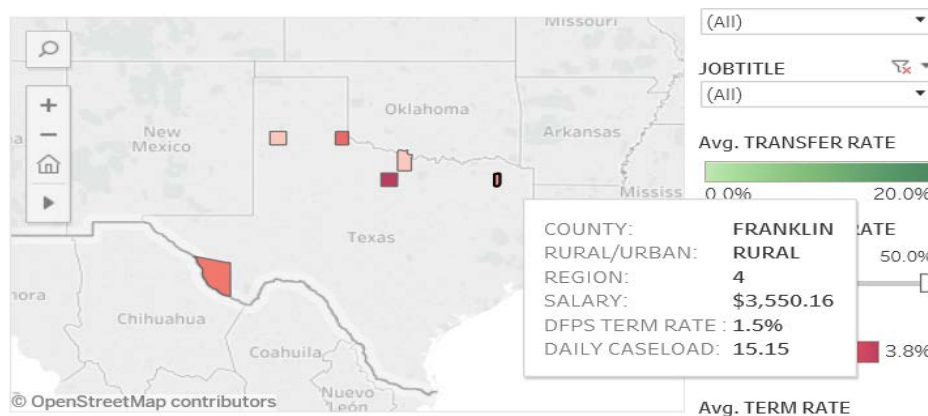 Missouri
Oklahoma
New
Mexico
Arkansas
Mississ
Texas
Chihuahua
Coahuila
Nuevo
León
© OpenStreetMap contributors
(All)
JOBTITLE
(All)
Avg. TRANSFER RATE
0.0% 20.0%
RATE
50.0%
COUNTY: FRANKLIN
RURAL/URBAN: RURAL
REGION: 4
SALARY: $3,550.16
DFPS TERM RATE : 1.5%
DAILY CASELOAD: 15.15
3.8%
Avg. TERM RATE